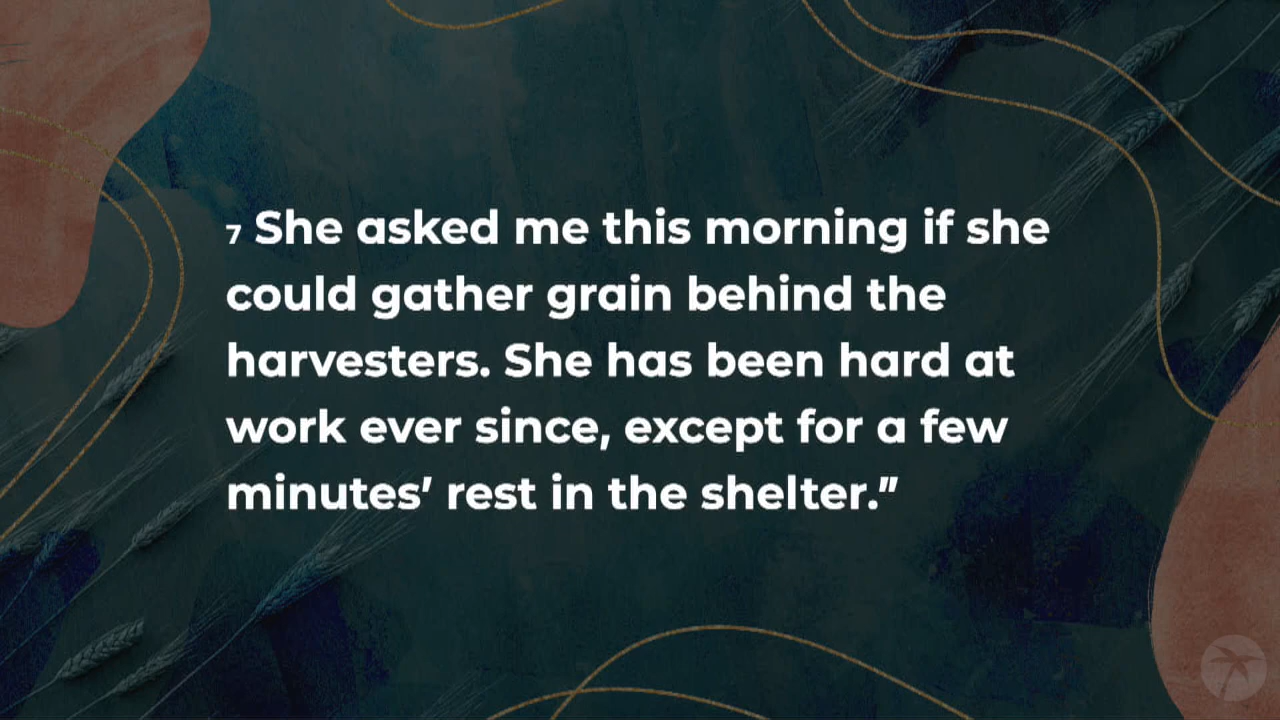 7 She asked me this morning if she
could gather grain behind the
harvesters. She has been hard at
work ever since, except for a few
minutes’ rest in the shelter.”